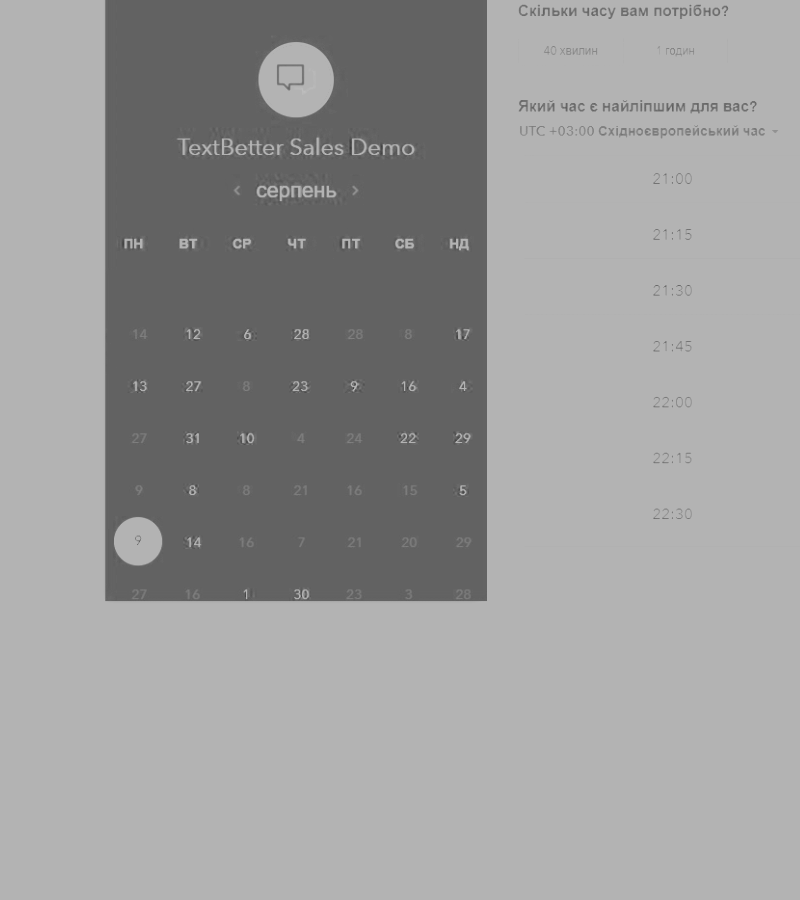 TextBetter Sales Demo
серпень
ПН ВТ СР ЧТ ПТ СБ НД
14 12 6 28 28 8 17
13 27 8 23 9 16 4
27 31 10 4 24 22 29
9 8 8 21 16 15 5
9 14 16 7 21 20 29
27 16 1 30 23 3 28
Скільки часу вам потрібно?
40 хвилин 1 годин
Який час є найліпшим для вас?
UTC +03:00 Східноєвропейський час
21:00
21:15
21:30
21:45
22:00
22:15
22:30